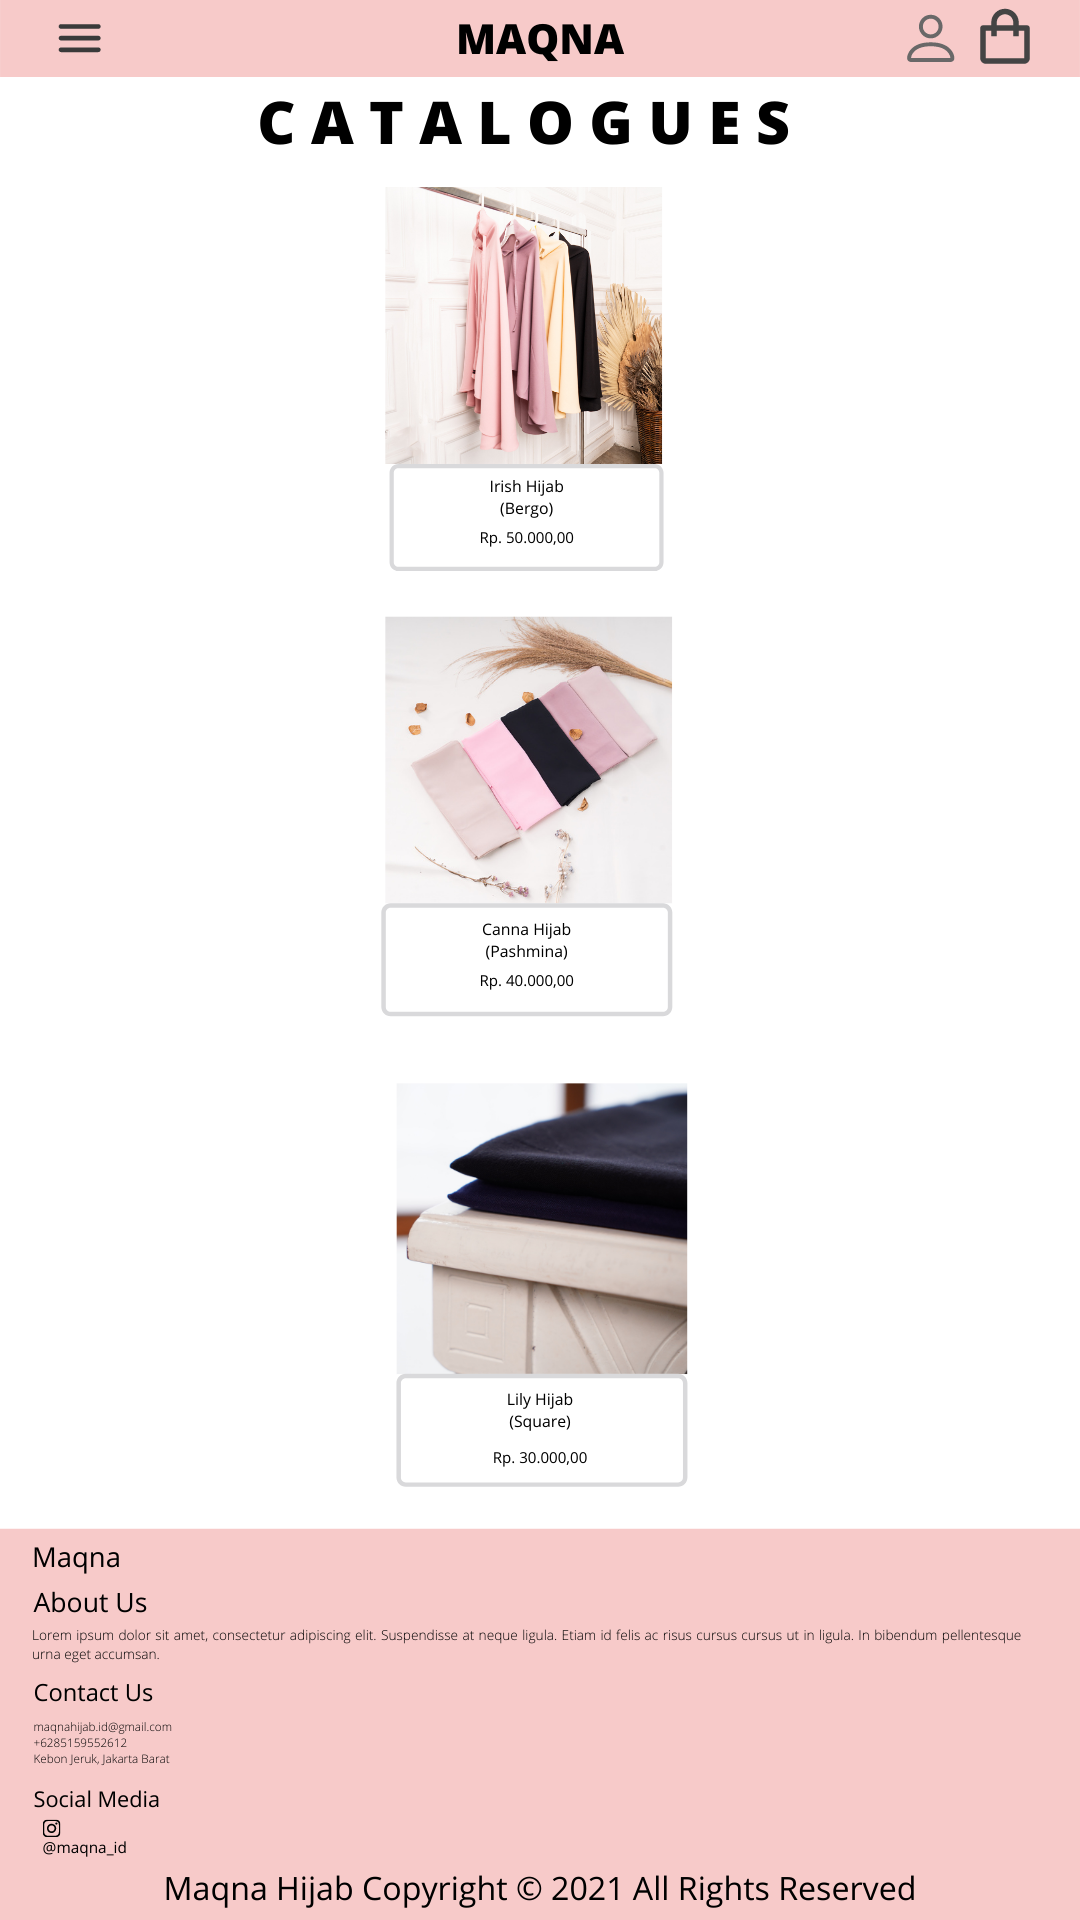 MAQNA
CATALOGUES
Irish Hijab
(Bergo)
Rp. 50.000,00
Canna Hijab
(Pashmina)
Rp. 40.000,00
Lily Hijab
(Square)
Rp. 30.000,00
Maqna
About Us
Lorem ipsum dolor sit amet, consectetur adipiscing elit. Suspendisse at neque ligula. Etiam id felis ac risus cursus cursus ut in ligula. In bibendum pellentesque
urna eget accumsan.
Contact Us
maqnahijab.id@gmail.com
+6285159552612
Kebon Jeruk, Jakarta Barat
Social Media
@maqna_id
Maqna Hijab Copyright © 2021 All Rights Reserved